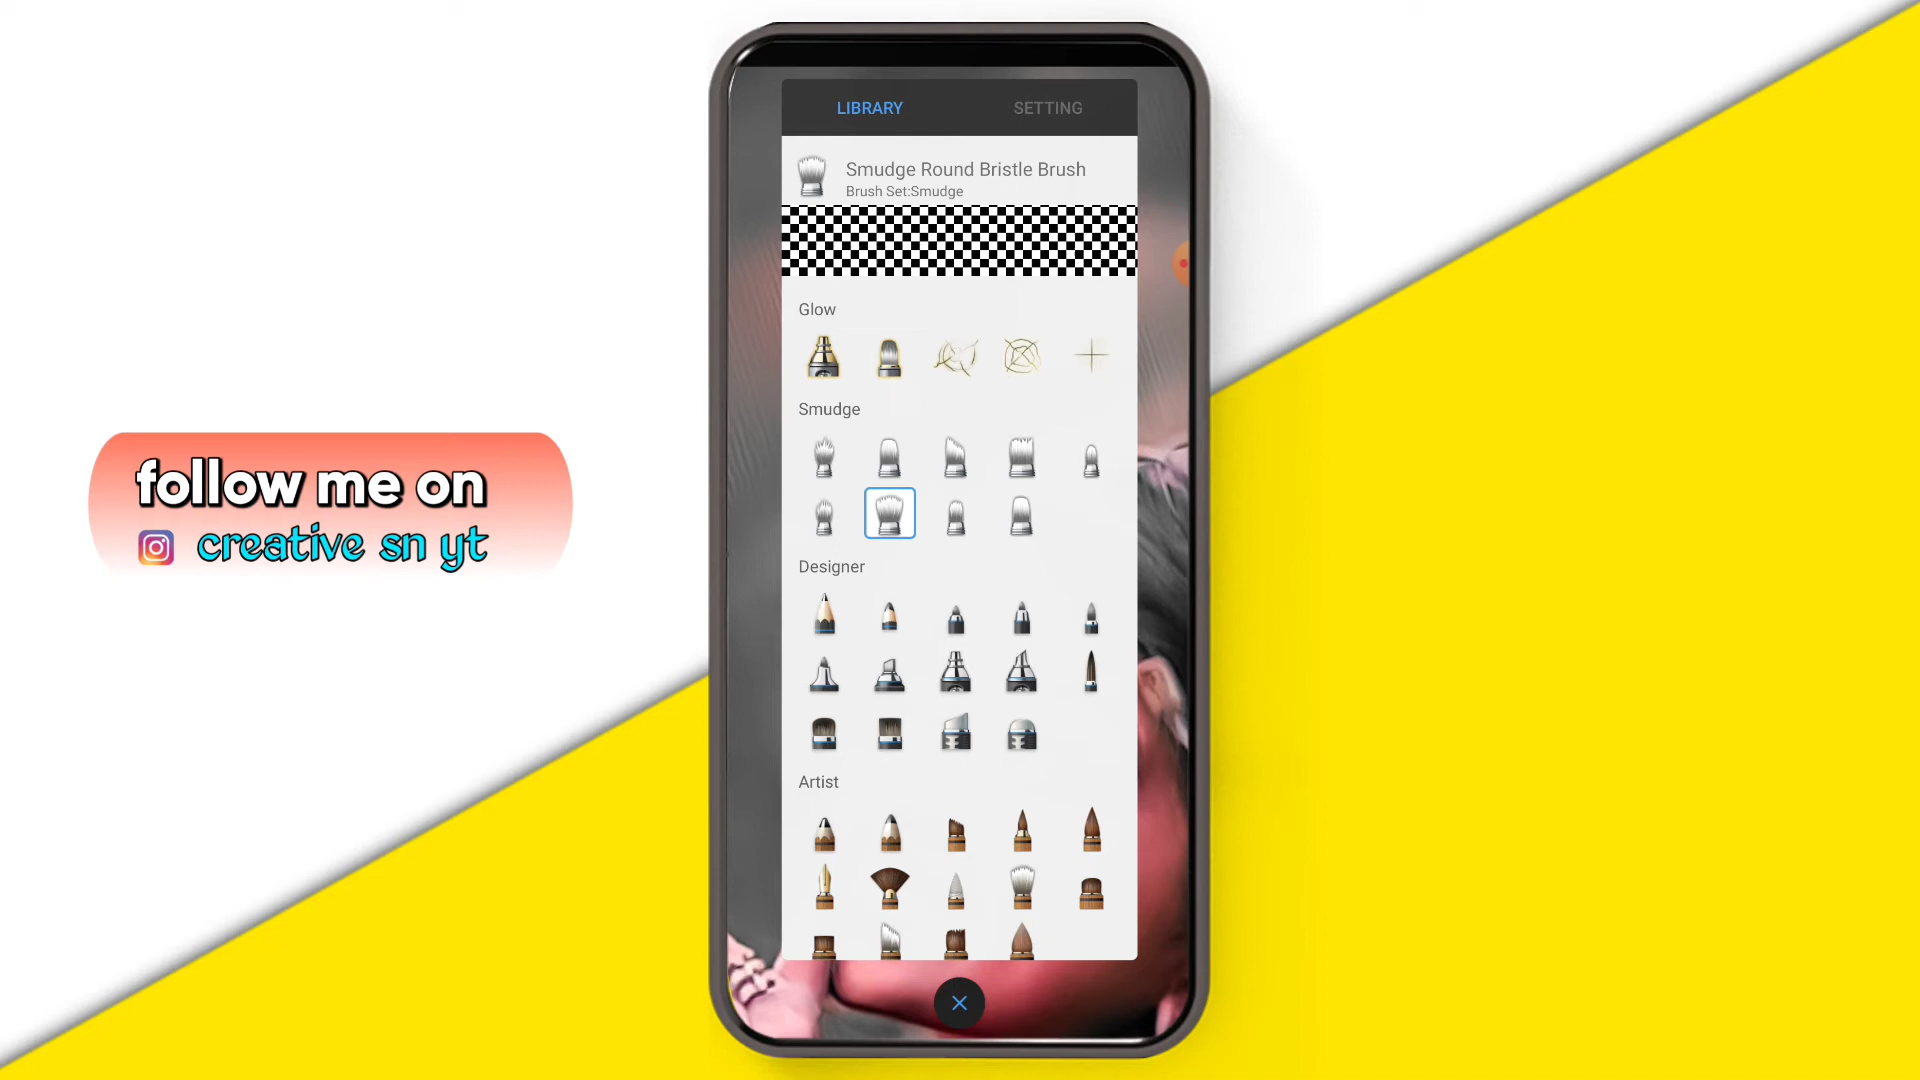 LIBRARY SETTING
Smudge Round Bristle Brush
Brush Set:Smudge
Glow
Smudge
Designer
Artist
follow me on
creative sn yt